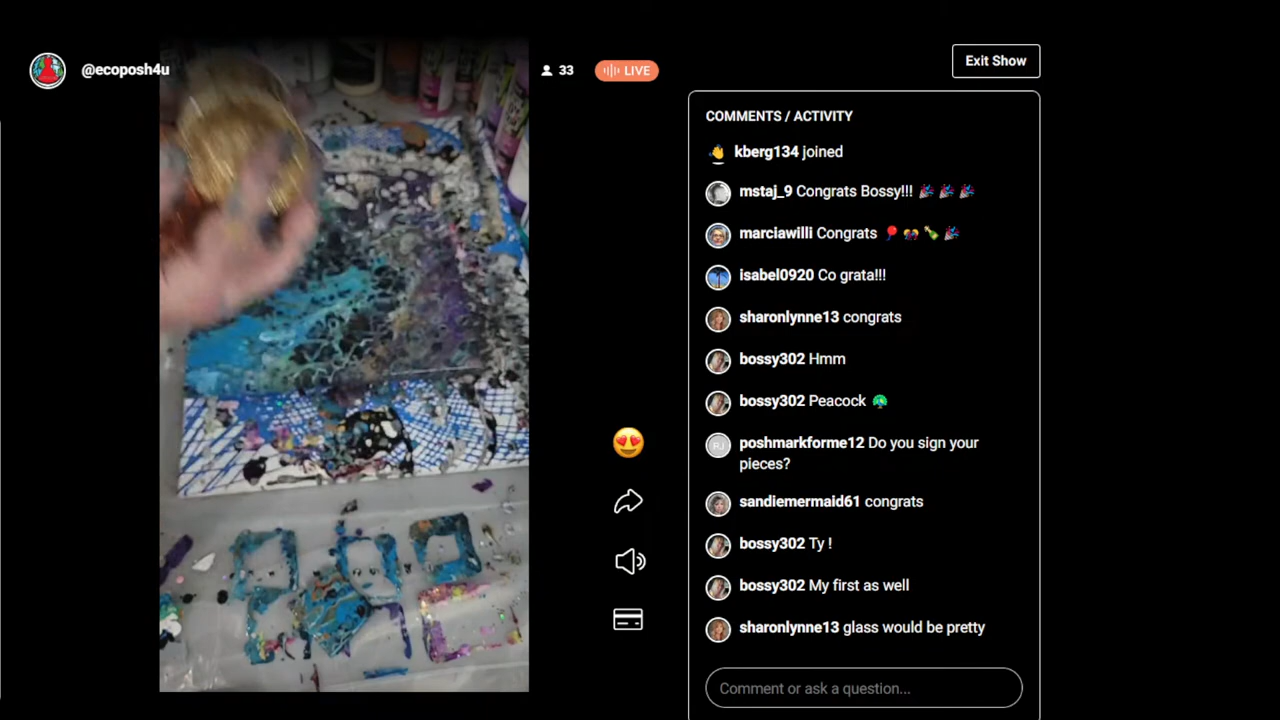 @ecoposh4u
33
LIVE
Exit Show
COMMENTS / ACTIVITY
kberg134 joined
mstaj_9 Congrats Bossy!!! 🎉 🎉 🎉
marciawilli Congrats 🎈 🎊 🍾 🎉
isabel0920 Co grata!!!
sharonlynne13 congrats
bossy302 Hmm
bossy302 Peacock 🦚
poshmarkforme12 Do you sign your
pieces?
sandiemermaid61 congrats
bossy302 Ty !
bossy302 My first as well
sharonlynne13 glass would be pretty
Comment or ask a question...